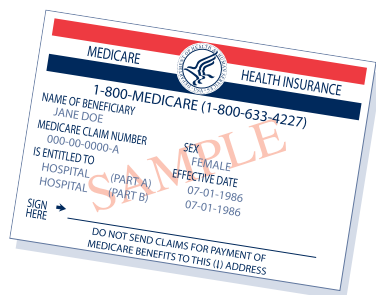 MEDICARE HEALTH INSURANCE
1-800-MEDICARE (1-800-633-4227)
NAME OF BENEFICIARY
JANE DOE
MEDICARE CLAIM NUMBER SEX
000-00-0000-A FEMALE
IS ENTITLED TO EFFECTIVE DATE
HOSPITAL (PART A) 07-01-1986
HOSPITAL (PART B) 07-01-1986
SAMPLE
SIGN
HERE
DO NOT SEND CLAIMS FOR PAYMENT OF
MEDICARE BENEFITS TO THIS (!) ADDRESS